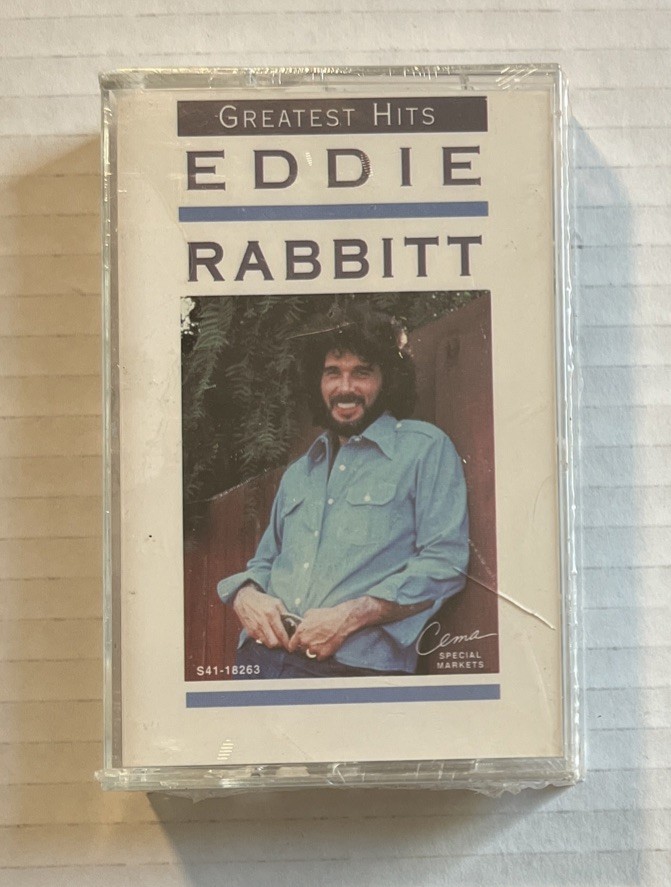 GREATEST HITS
EDDIE
RABBITT
Cema
SPECIAL
MARKETS
S41-18263